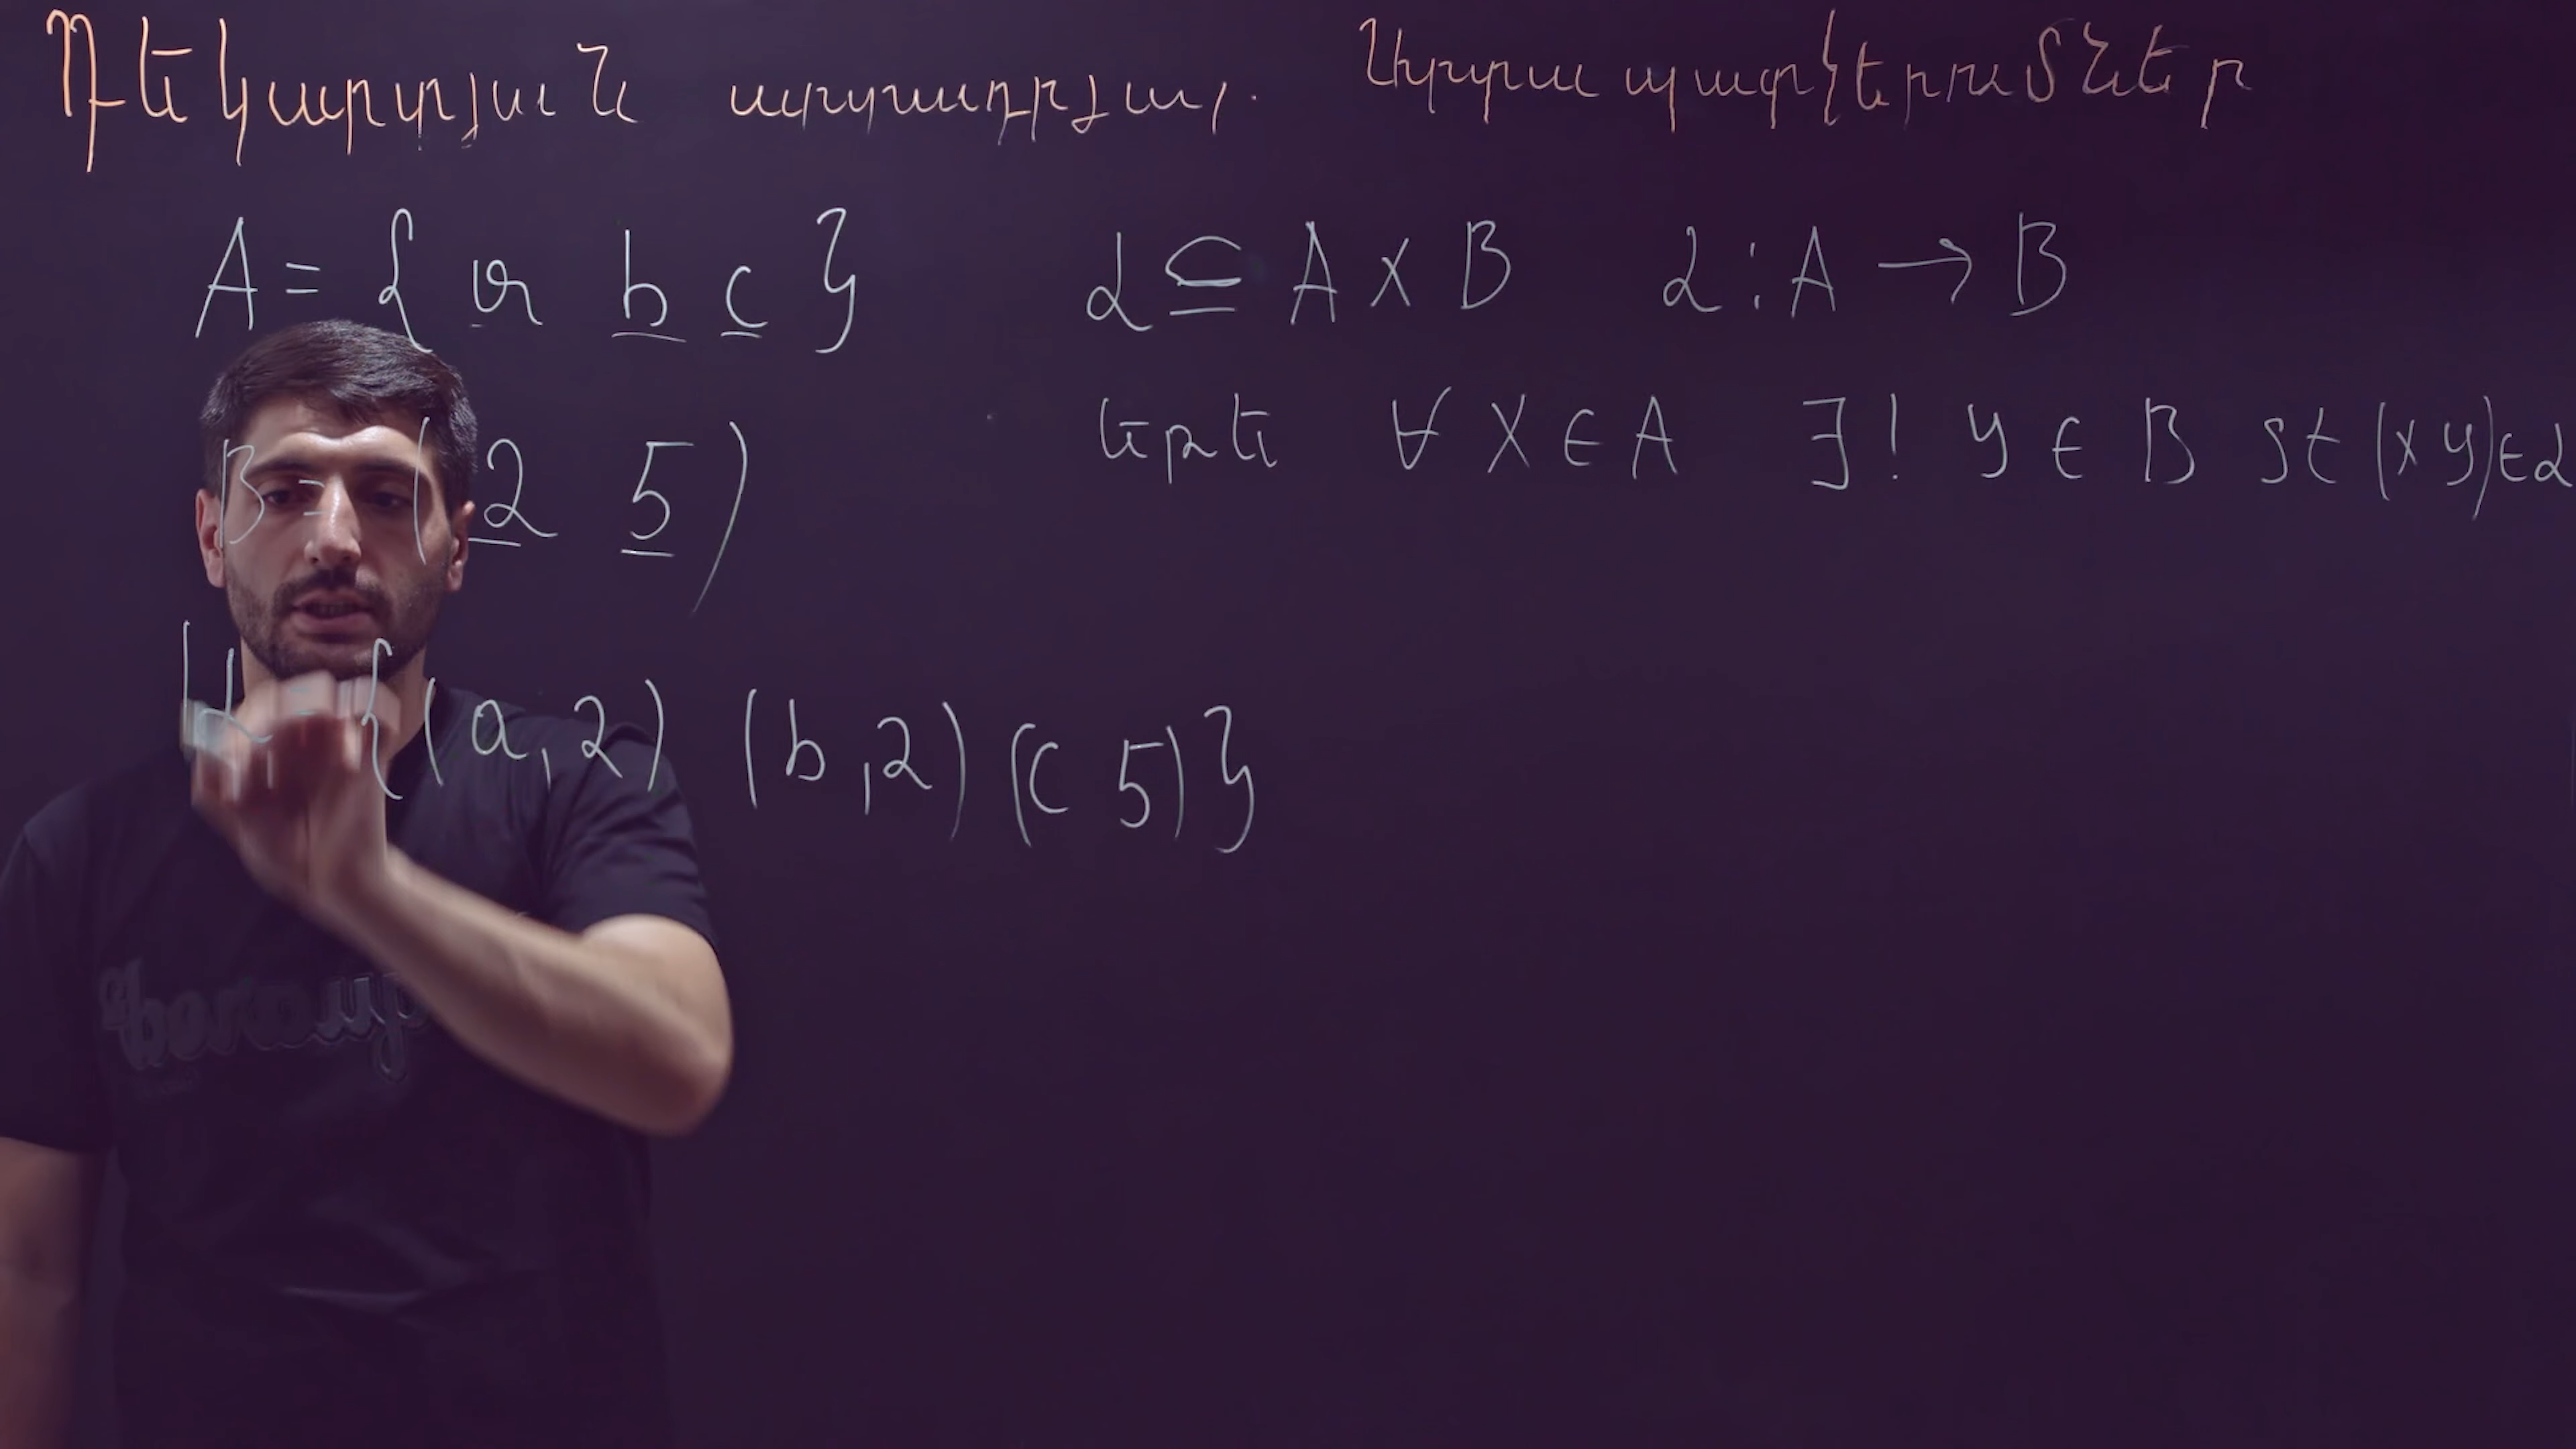 Դեկարտյան արտադրյալ. Արտապատկերումներ
A = { a b c }    α ⊆ A x B    α : A → B
B = ( 2 5 )    եթե ∀ x ∈ A ∃! y ∈ B st (x y) ∈ α
α = { (a, 2) (b, 2) (c 5) }